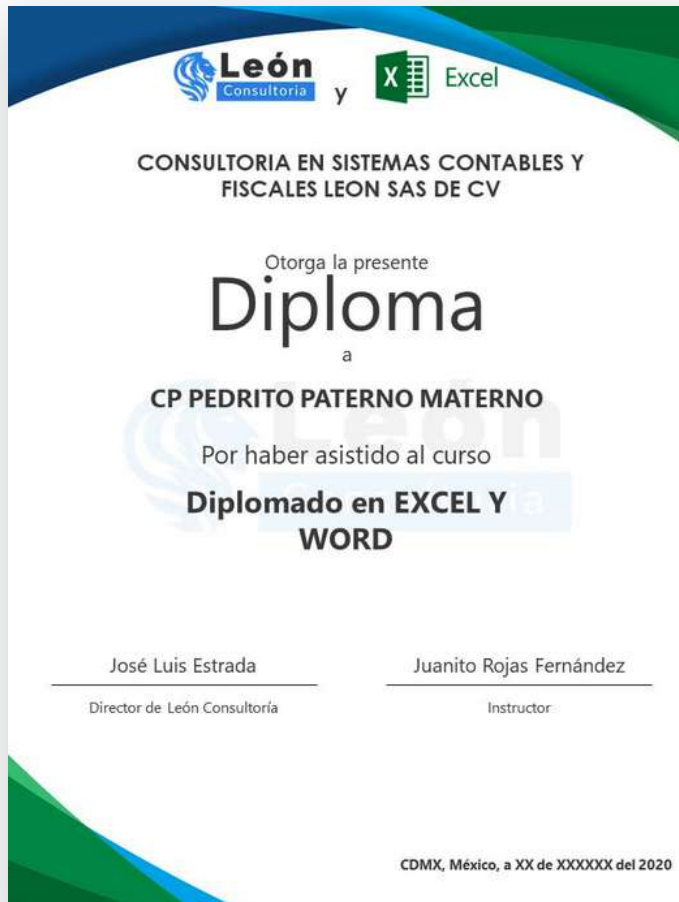 León
Consultoria
y
X
Excel
CONSULTORIA EN SISTEMAS CONTABLES Y
FISCALES LEON SAS DE CV
Otorga la presente
Diploma
a
CP PEDRITO PATERNO MATERNO
Por haber asistido al curso
Diplomado en EXCEL Y
WORD
León
Consultoria
José Luis Estrada
Director de León Consultoría
Juanito Rojas Fernández
Instructor
CDMX, México, a XX de XXXXXX del 2020